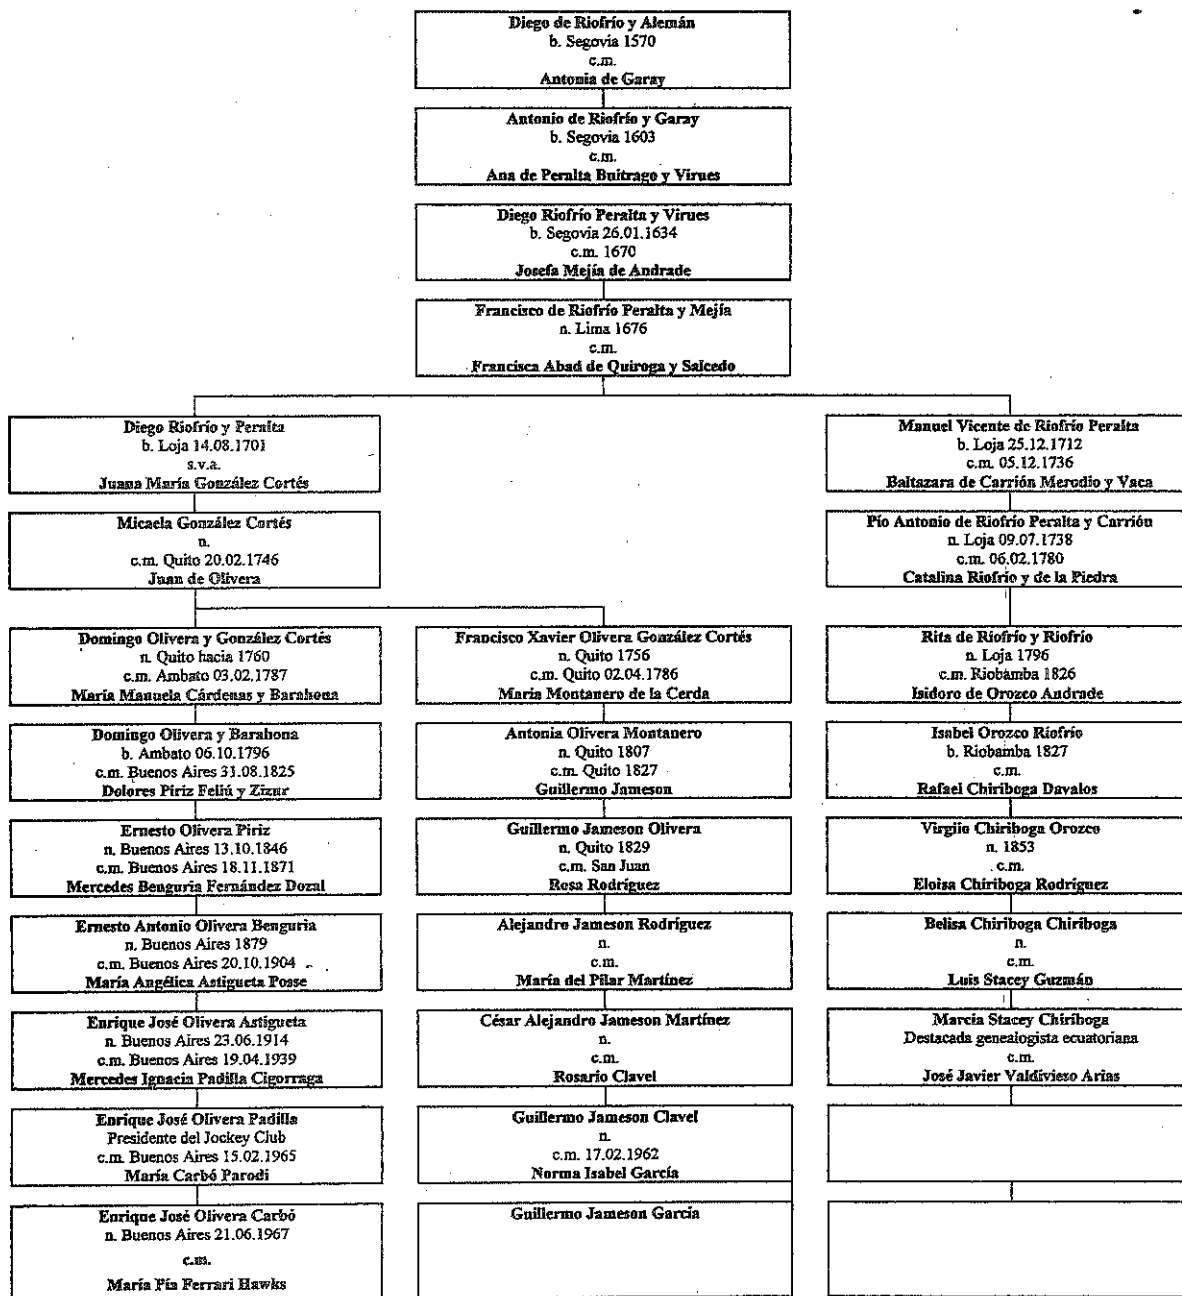 Diego de Riofrío y Alemán
b. Segovia 1570
c.m.
Antonia de Garay
Antonio de Riofrío y Garay
b. Segovia 1603
c.m.
Ana de Peralta Buitrago y Virues
Diego Riofrío Peralta y Virues
b. Segovia 26.01.1634
c.m. 1670
Josefa Mejía de Andrade
Francisco de Riofrío Peralta y Mejía
n. Lima 1676
c.m.
Francisca Abad de Quiroga y Salcedo
Diego Riofrío y Peralta
b. Loja 14.08.1701
s.v.a.
Juana María González Cortés
Manuel Vicente de Riofrío Peralta
b. Loja 25.12.1712
c.m. 05.12.1736
Baltazara de Carrión Merodio y Vaca
Micaela González Cortés
n.
c.m. Quito 20.02.1746
Juan de Olivera
Pío Antonio de Riofrío Peralta y Carrión
n. Loja 09.07.1738
c.m. 06.02.1780
Catalina Riofrío y de la Piedra
Domingo Olivera y González Cortés
n. Quito hacia 1760
c.m. Ambato 03.02.1787
María Manuela Cárdenas y Barahona
Francisco Xavier Olivera González Cortés
n. Quito 1756
c.m. Quito 02.04.1786
María Montanero de la Cerda
Rita de Riofrío y Riofrío
n. Loja 1796
c.m. Riobamba 1826
Isidoro de Orozco Andrade
Domingo Olivera y Barahona
b. Ambato 06.10.1796
c.m. Buenos Aires 31.08.1825
Dolores Piriz Feliú y Zizur
Antonia Olivera Montanero
n. Quito 1807
c.m. Quito 1827
Guillermo Jameson
Isabel Orozco Riofrío
b. Riobamba 1827
c.m.
Rafael Chiriboga Davalos
Ernesto Olivera Piriz
n. Buenos Aires 13.10.1846
c.m. Buenos Aires 18.11.1871
Mercedes Benguria Fernández Dozal
Guillermo Jameson Olivera
n. Quito 1829
c.m. San Juan
Rosa Rodríguez
Virgiio Chiriboga Orozco
n. 1853
c.m.
Eloisa Chiriboga Rodríguez
Ernesto Antonio Olivera Benguria
n. Buenos Aires 1879
c.m. Buenos Aires 20.10.1904
María Angélica Astigueta Posse
Alejandro Jameson Rodríguez
n.
c.m.
María del Pilar Martínez
Belisa Chiriboga Chiriboga
n.
c.m.
Luis Stacey Guzmán
Enrique José Olivera Astigueta
n. Buenos Aires 23.06.1914
c.m. Buenos Aires 19.04.1939
Mercedes Ignacia Padilla Cigorraga
César Alejandro Jameson Martínez
n.
c.m.
Rosario Clavel
Marcia Stacey Chiriboga
Destacada genealogista ecuatoriana
c.m.
José Javier Valdivieso Arias
Enrique José Olivera Padilla
Presidente del Jockey Club
c.m. Buenos Aires 15.02.1965
María Carbó Parodi
Guillermo Jameson Clavel
n.
c.m. 17.02.1962
Norma Isabel García
Enrique José Olivera Carbó
n. Buenos Aires 21.06.1967
c.m.
María Pía Ferrari Hawks
Guillermo Jameson García